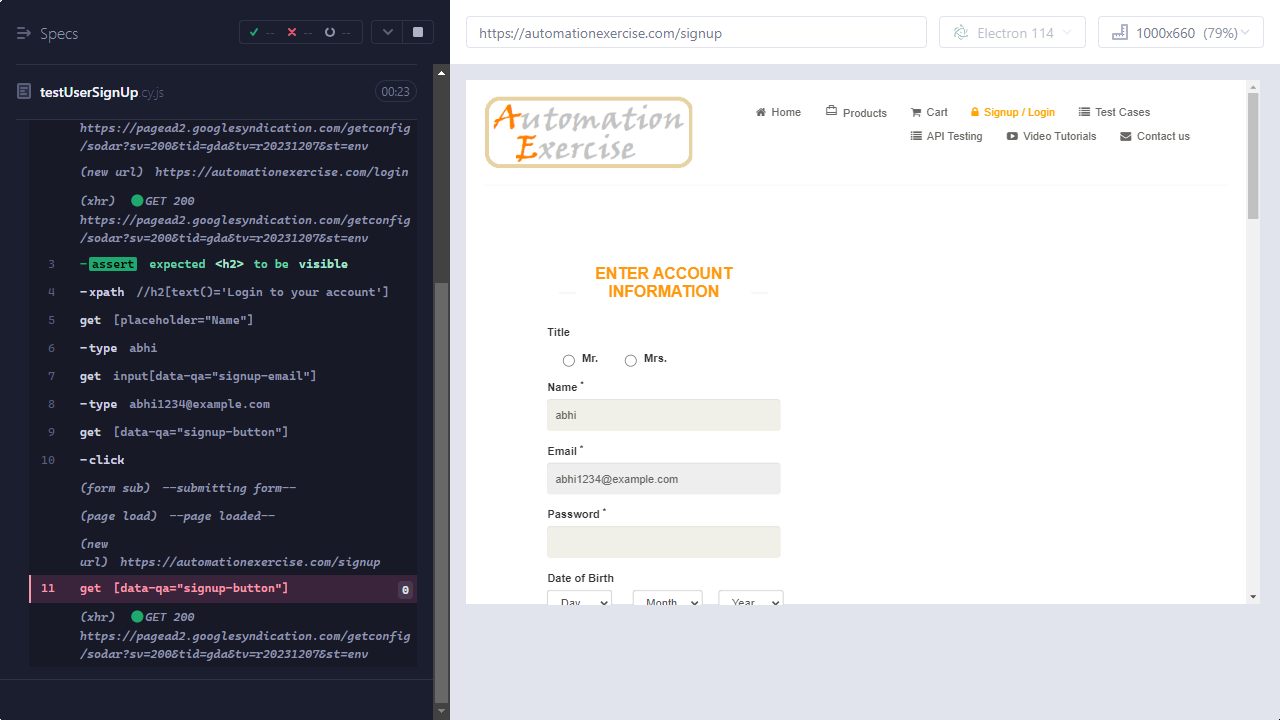 Specs
-- -- --
testUserSignUp.cy.js 00:23
https://pagead2.googlesyndication.com/getconfig
/sodar?sv=200&tid=gda&tv=r20231207&st=env
(new url) https://automationexercise.com/login
(xhr) GET 200
https://pagead2.googlesyndication.com/getconfig
/sodar?sv=200&tid=gda&tv=r20231207&st=env
3 -assert expected <h2> to be visible
4 -xpath //h2[text()='Login to your account']
5 get [placeholder="Name"]
6 -type abhi
7 get input[data-qa="signup-email"]
8 -type abhi1234@example.com
9 get [data-qa="signup-button"]
10 -click
(form sub) --submitting form--
(page load) --page loaded--
(new
url) https://automationexercise.com/signup
11 get [data-qa="signup-button"] 0
(xhr) GET 200
https://pagead2.googlesyndication.com/getconfig
/sodar?sv=200&tid=gda&tv=r20231207&st=env
https://automationexercise.com/signup
Electron 114
1000x660 (79%)
Automation
Exercise
Home Products Cart Signup / Login Test Cases
API Testing Video Tutorials Contact us
ENTER ACCOUNT
INFORMATION
Title
Mr. Mrs.
Name *
abhi
Email *
abhi1234@example.com
Password *
Date of Birth
Day Month Year